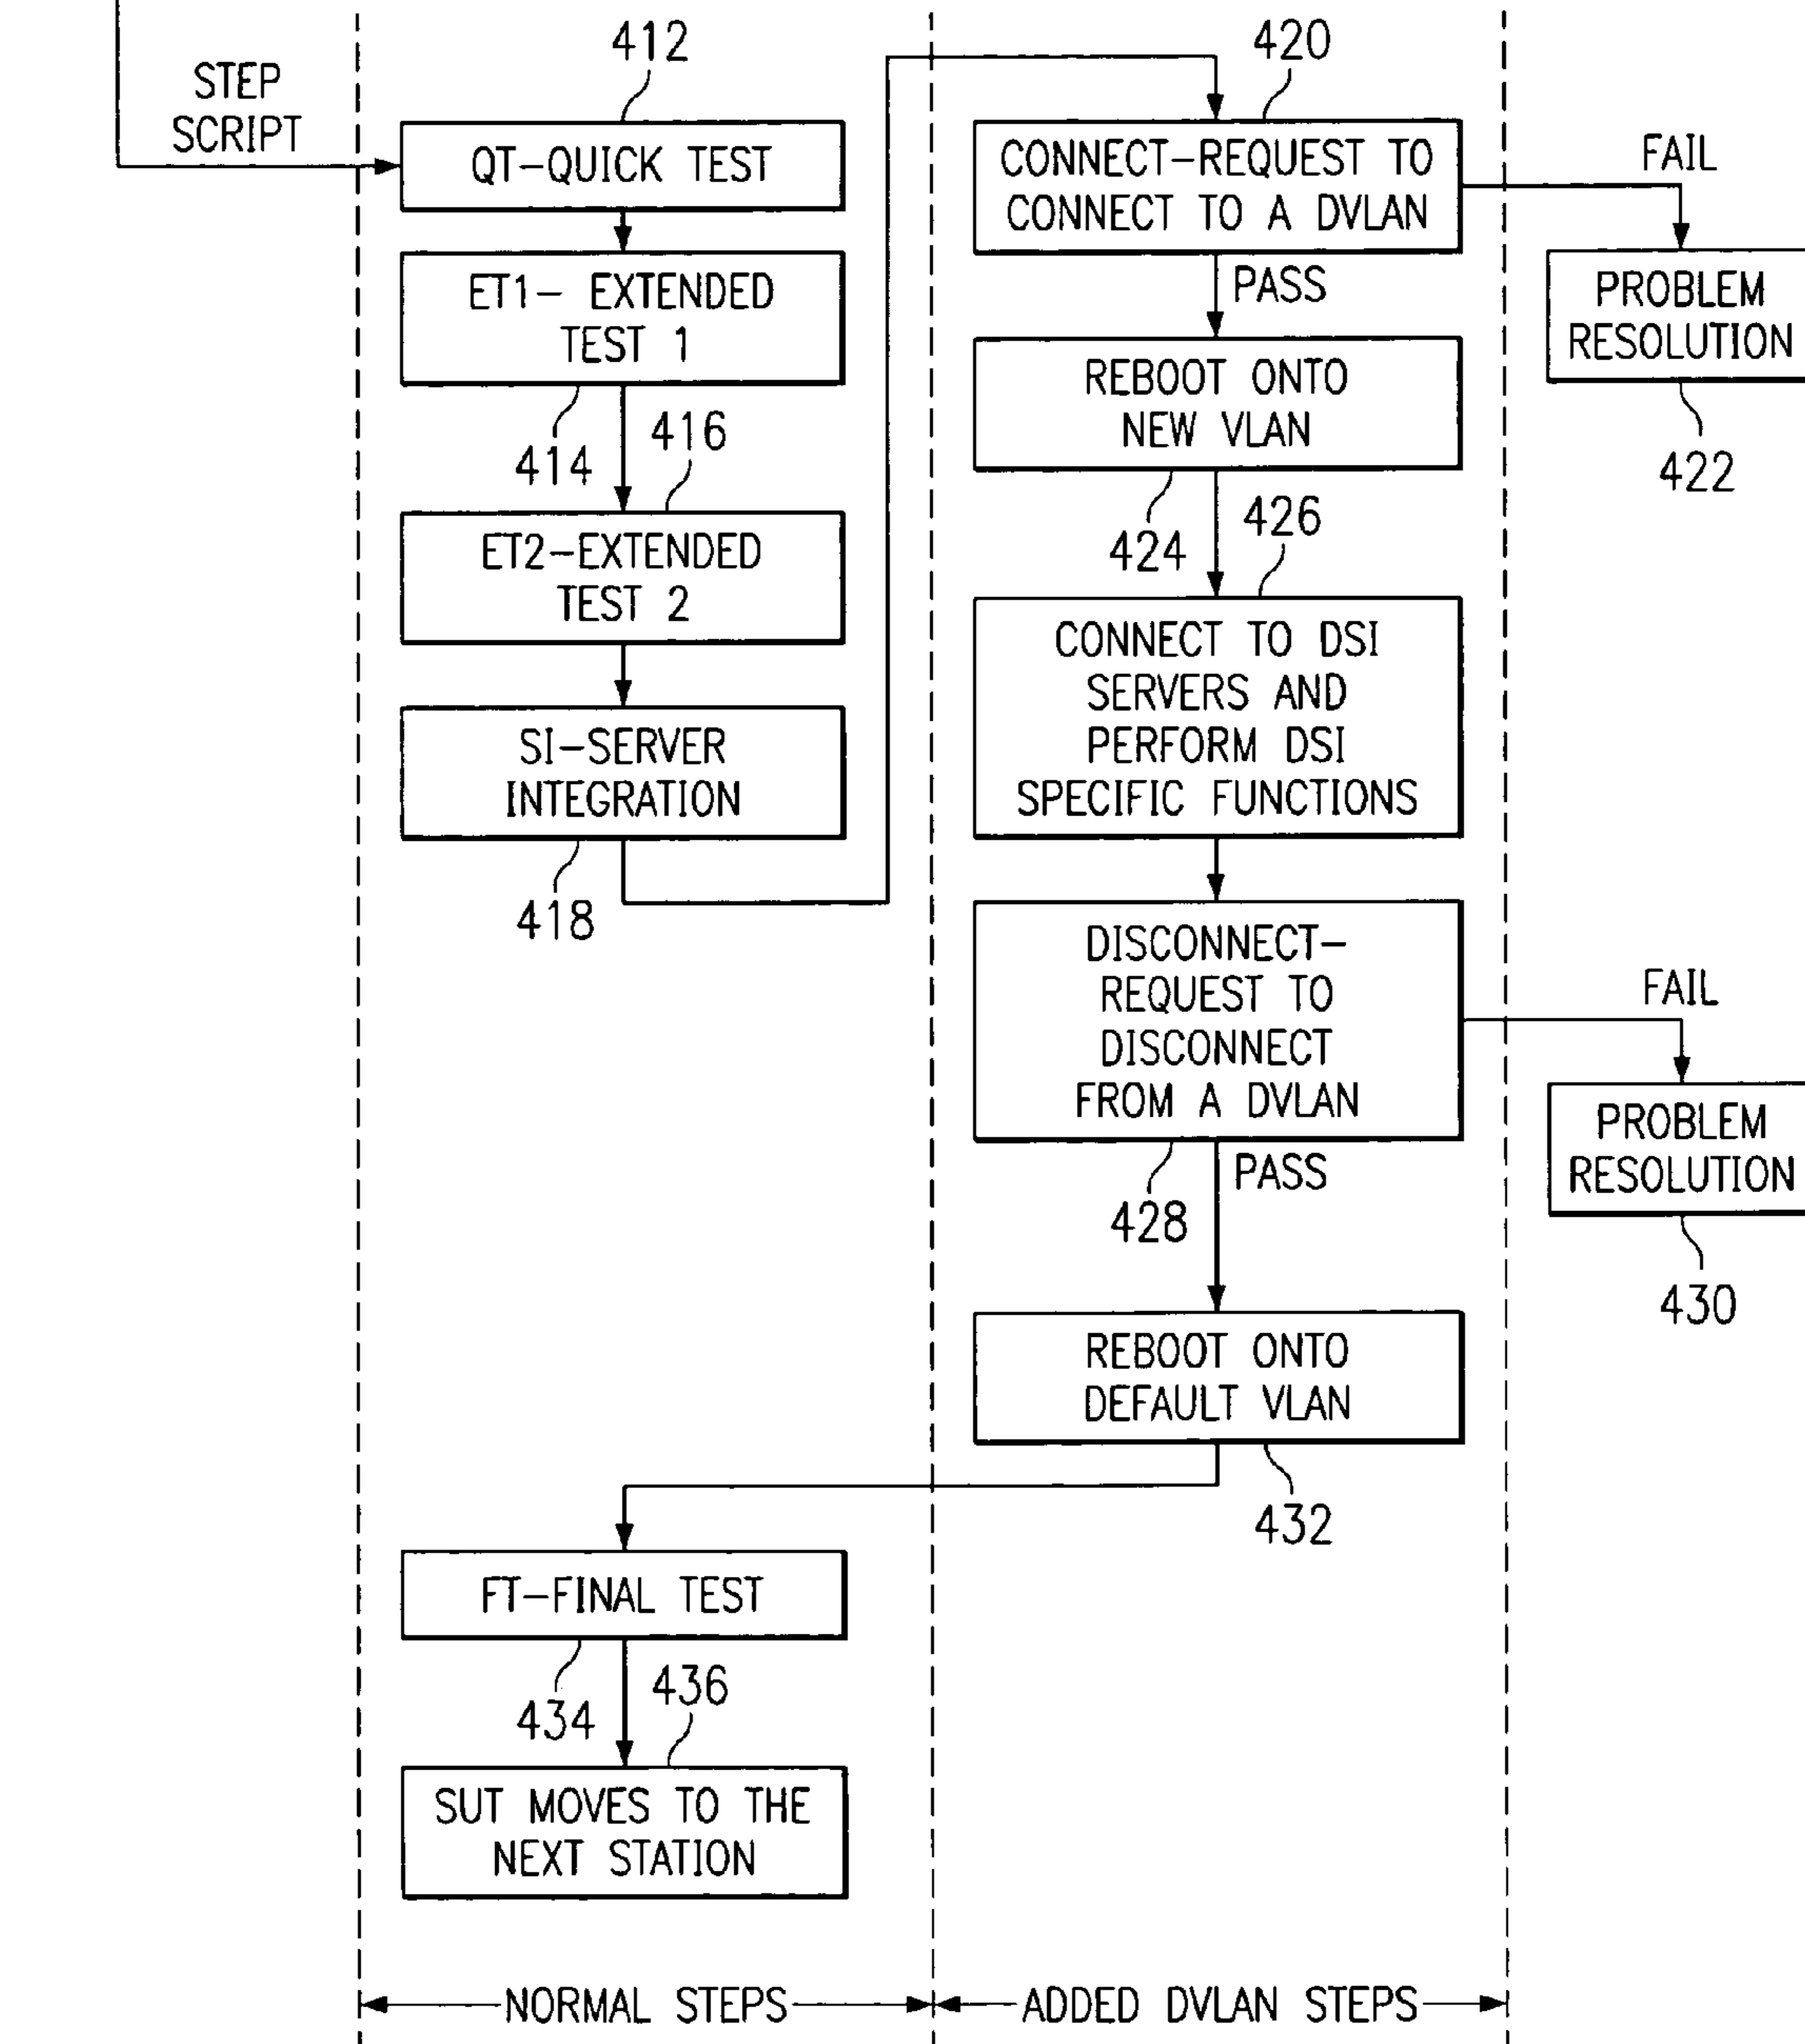 STEP
SCRIPT
412
QT-QUICK TEST
ET1- EXTENDED
TEST 1
414
416
ET2-EXTENDED
TEST 2
SI-SERVER
INTEGRATION
418
420
CONNECT-REQUEST TO
CONNECT TO A DVLAN
FAIL
PROBLEM
RESOLUTION
422
PASS
REBOOT ONTO
NEW VLAN
424
426
CONNECT TO DSI
SERVERS AND
PERFORM DSI
SPECIFIC FUNCTIONS
DISCONNECT-
REQUEST TO
DISCONNECT
FROM A DVLAN
FAIL
PROBLEM
RESOLUTION
430
428
PASS
REBOOT ONTO
DEFAULT VLAN
432
FT-FINAL TEST
434
436
SUT MOVES TO THE
NEXT STATION
NORMAL STEPS
ADDED DVLAN STEPS